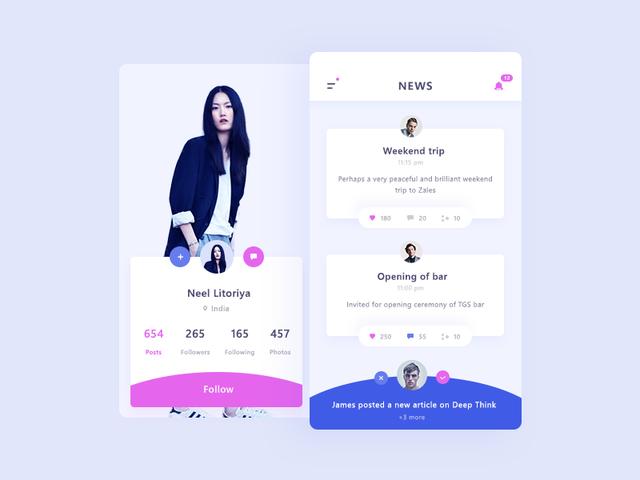 Neel Litoriya
India
654 265 165 457
Posts Followers Following Photos
Follow
NEWS
12
Weekend trip
11:15 pm
Perhaps a very peaceful and brilliant weekend
trip to Zales
180 20 10
Opening of bar
11:00 pm
Invited for opening ceremony of TGS bar
250 55 10
James posted a new article on Deep Think
+3 more